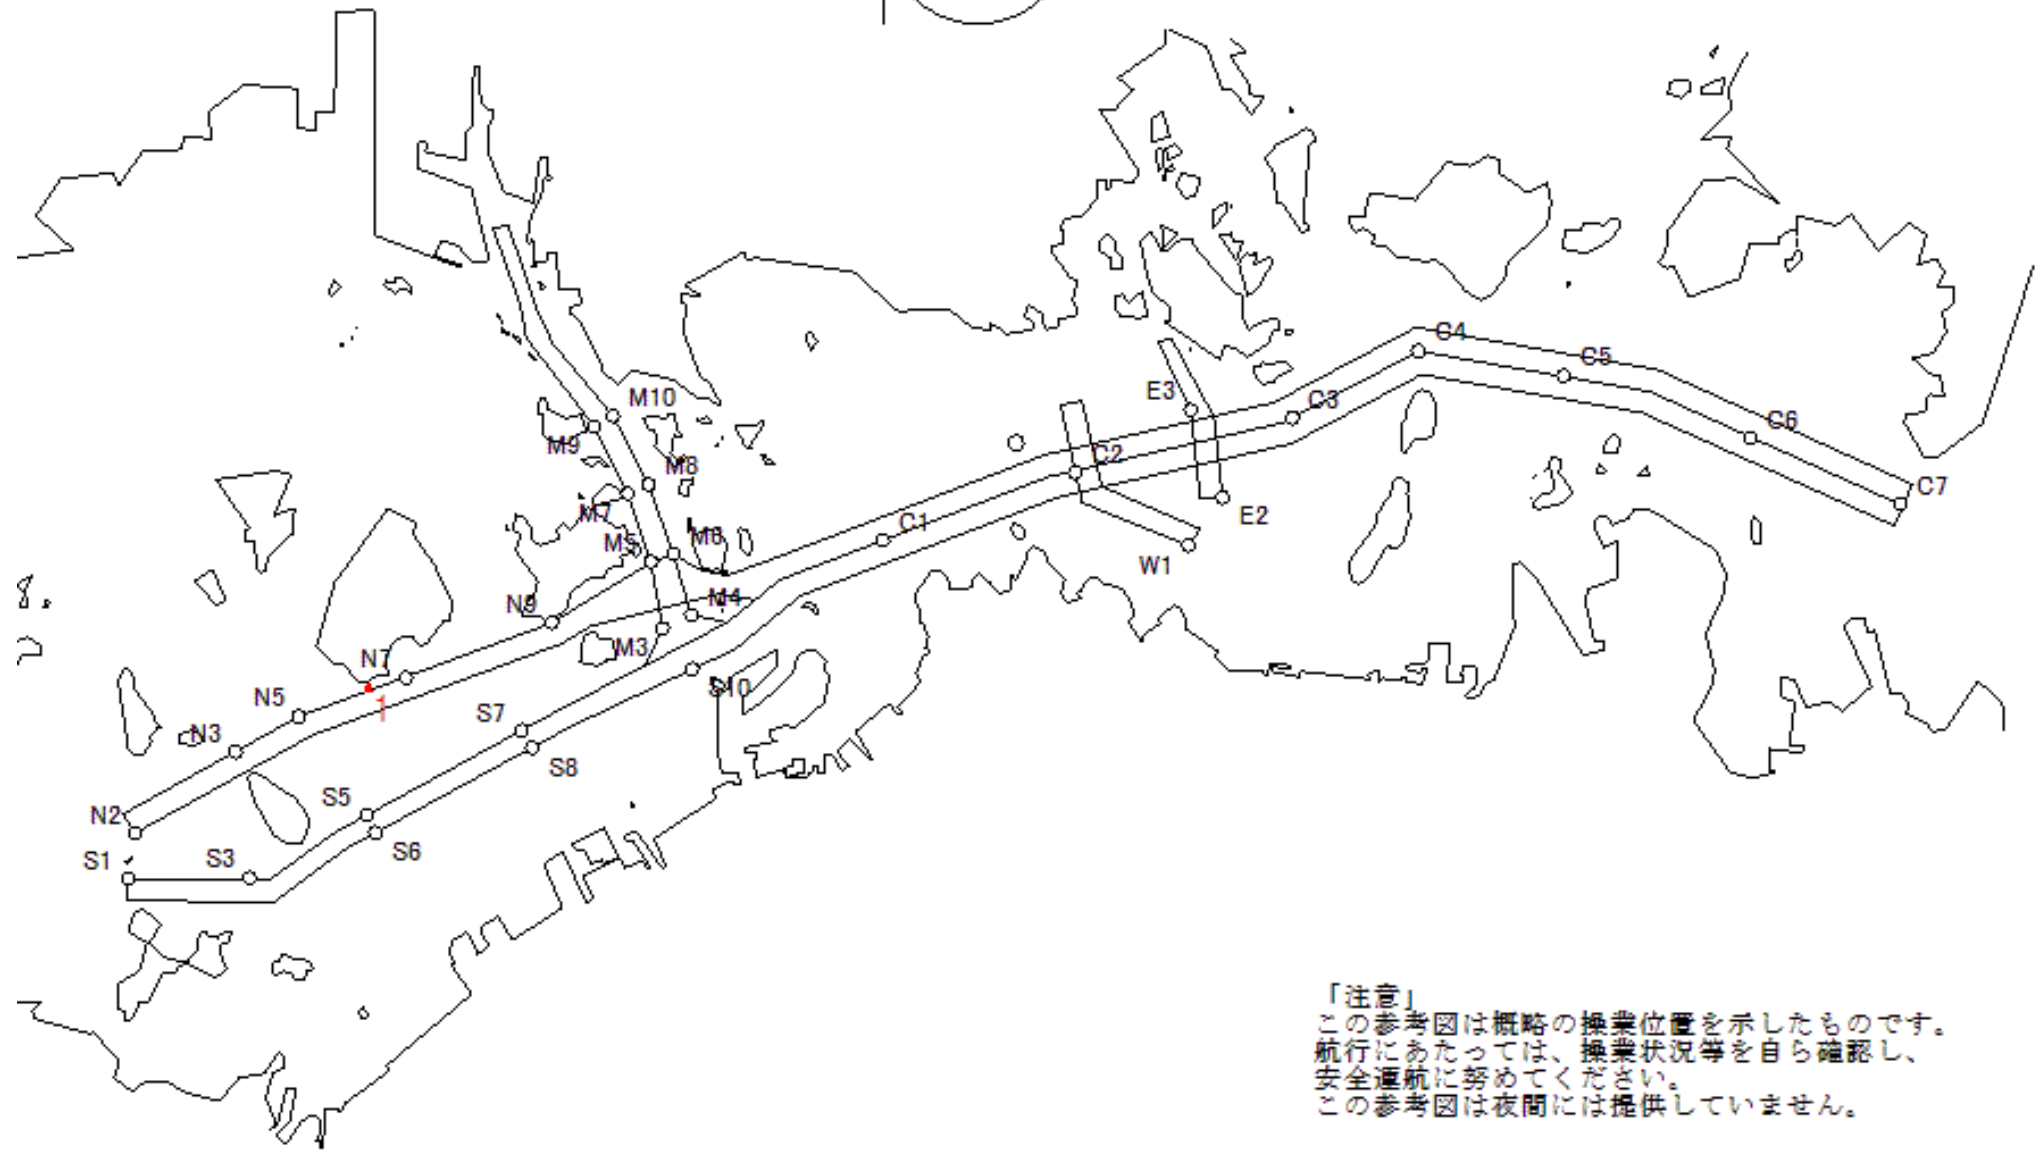 C4
C5
E3
M10
C3
C6
M9
C2
M8
C7
M7
E2
C1
M5
M6
W1
N9
M4
M3
N7
S10
N5
1
S7
N3
S8
S5
N2
S6
S1
S3
「注意」
この参考図は概略の操業位置を示したものです。
航行にあたっては、操業状況等を自ら確認し、
安全運航に努めてください。
この参考図は夜間には提供していません。